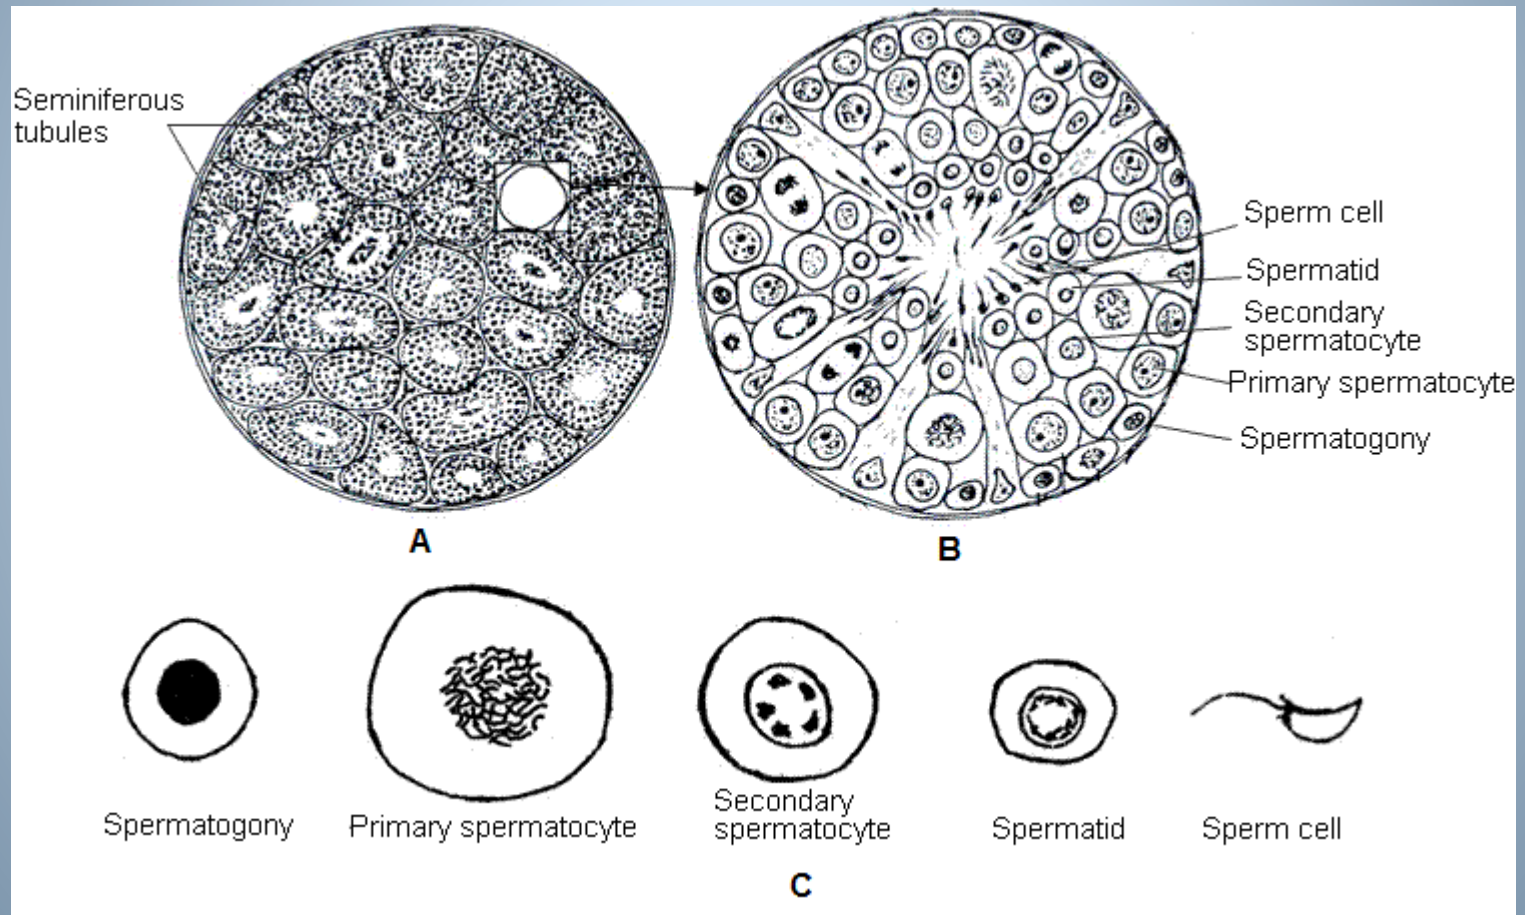 Seminiferous
tubules
Sperm cell
Spermatid
Secondary
spermatocyte
Primary spermatocyte
Spermatogony
A
B
Spermatogony
Primary spermatocyte
Secondary
spermatocyte
Spermatid
Sperm cell
C